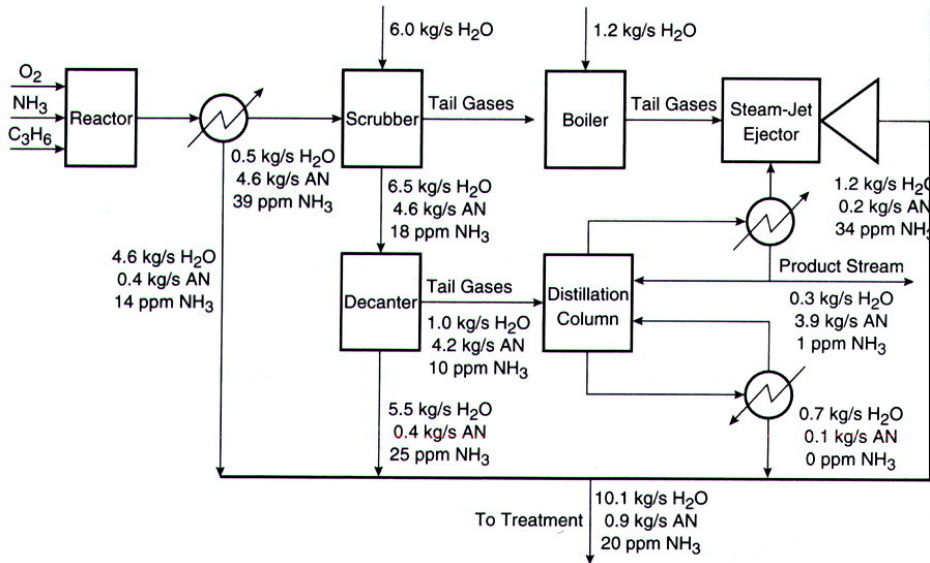 6.0 kg/s H₂O
1.2 kg/s H₂O
O₂
NH₃
C₃H₆
Reactor
Scrubber
Tail Gases
Boiler
Tail Gases
Steam-Jet
Ejector
0.5 kg/s H₂O
4.6 kg/s AN
39 ppm NH₃
6.5 kg/s H₂O
4.6 kg/s AN
18 ppm NH₃
1.2 kg/s H₂O
0.2 kg/s AN
34 ppm NH₃
4.6 kg/s H₂O
0.4 kg/s AN
14 ppm NH₃
Decanter
Tail Gases
1.0 kg/s H₂O
4.2 kg/s AN
10 ppm NH₃
Distillation
Column
Product Stream
0.3 kg/s H₂O
3.9 kg/s AN
1 ppm NH₃
5.5 kg/s H₂O
0.4 kg/s AN
25 ppm NH₃
0.7 kg/s H₂O
0.1 kg/s AN
0 ppm NH₃
To Treatment
10.1 kg/s H₂O
0.9 kg/s AN
20 ppm NH₃